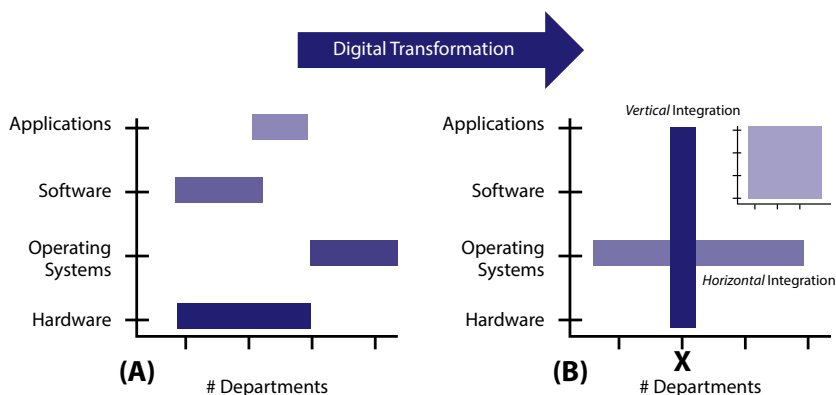 Digital Transformation
Applications
Software
Operating
Systems
Hardware
(A)
# Departments
Applications
Vertical Integration
Software
Operating
Systems
Horizontal Integration
Hardware
X
(B)
# Departments